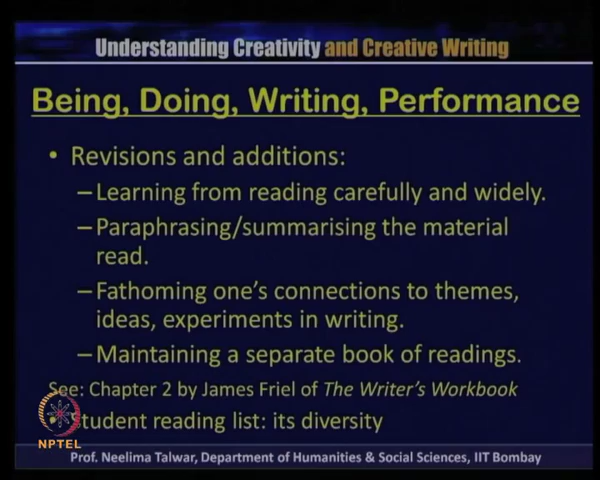 Understanding Creativity and Creative Writing
Being, Doing, Writing, Performance
• Revisions and additions:
–Learning from reading carefully and widely.
–Paraphrasing/summarising the material
read.
–Fathoming one's connections to themes,
ideas, experiments in writing.
–Maintaining a separate book of readings.
See: Chapter 2 by James Friel of The Writer's Workbook
Student reading list: its diversity
NPTEL
Prof. Neelima Talwar, Department of Humanities & Social Sciences, IIT Bombay